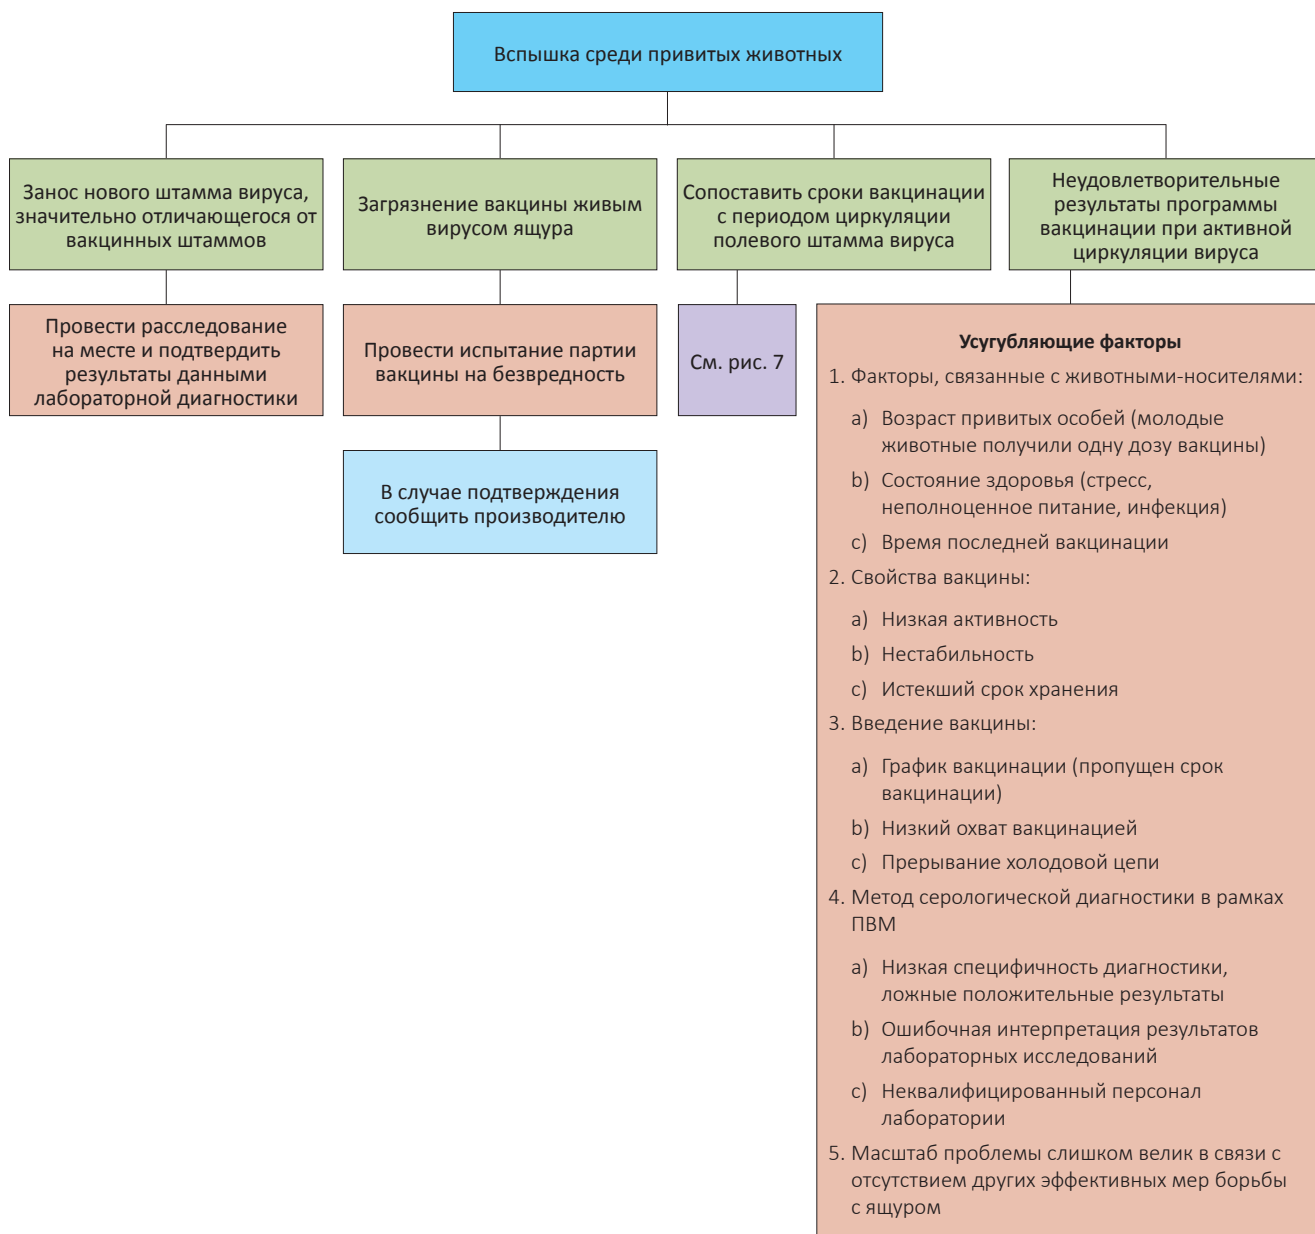 Вспышка среди привитых животных
Занос нового штамма вируса,
значительно отличающегося от
вакцинных штаммов
Загрязнение вакцины живым
вирусом ящура
Сопоставить сроки вакцинации
с периодом циркуляции
полевого штамма вируса
Неудовлетворительные
результаты программы
вакцинации при активной
циркуляции вируса
Провести расследование
на месте и подтвердить
результаты данными
лабораторной диагностики
Провести испытание партии
вакцины на безвредность
См. рис. 7
В случае подтверждения
сообщить производителю
Усугубляющие факторы
1. Факторы, связанные с животными-носителями:
a) Возраст привитых особей (молодые
животные получили одну дозу вакцины)
b) Состояние здоровья (стресс,
неполноценное питание, инфекция)
c) Время последней вакцинации
2. Свойства вакцины:
a) Низкая активность
b) Нестабильность
c) Истекший срок хранения
3. Введение вакцины:
a) График вакцинации (пропущен срок
вакцинации)
b) Низкий охват вакцинацией
c) Прерывание холодовой цепи
4. Метод серологической диагностики в рамках
ПВМ
a) Низкая специфичность диагностики,
ложные положительные результаты
b) Ошибочная интерпретация результатов
лабораторных исследований
c) Неквалифицированный персонал
лаборатории
5. Масштаб проблемы слишком велик в связи с
отсутствием других эффективных мер борьбы
с ящуром